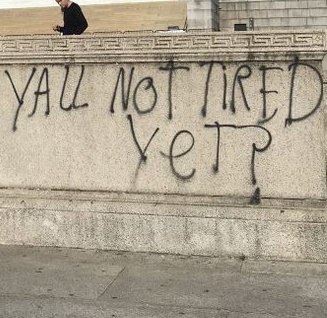 YALL NOT TIRED
YET?